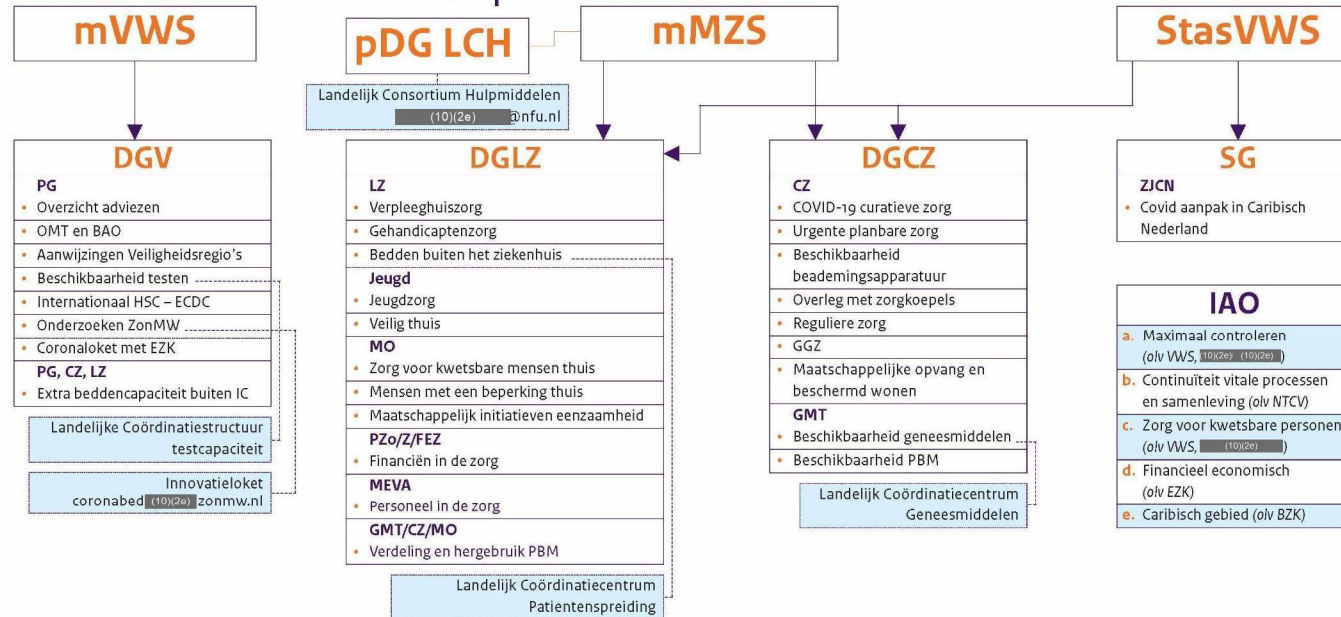 mVWS
pDG LCH
mMZS
StasVWS
Landelijk Consortium Hulpmiddelen
(10)(2e) @nfu.nl
DGV
PG
• Overzicht adviezen
• OMT en BAO
• Aanwijzingen Veiligheidsregio's
• Beschikbaarheid testen
• Internationaal HSC – ECDC
• Onderzoeken ZonMW
• Coronaloket met EZK
PG, CZ, LZ
• Extra beddencapaciteit buiten IC
Landelijke Coördinatiestructuur
testcapaciteit
Innovatieloket
coronabed (10)(2e) zonmw.nl
DGLZ
LZ
• Verpleeghuiszorg
• Gehandicaptenzorg
• Bedden buiten het ziekenhuis
Jeugd
• Jeugdzorg
• Veilig thuis
MO
• Zorg voor kwetsbare mensen thuis
• Mensen met een beperking thuis
• Maatschappelijk initiatieven eenzaamheid
PZo/Z/FEZ
• Financiën in de zorg
MEVA
• Personeel in de zorg
GMT/CZ/MO
• Verdeling en hergebruik PBM
Landelijk Coördinatiecentrum
Patientenspreiding
DGCZ
CZ
• COVID-19 curatieve zorg
• Urgente planbare zorg
• Beschikbaarheid
beademingsapparatuur
• Overleg met zorgkoepels
• Reguliere zorg
• GGZ
• Maatschappelijke opvang en
beschermd wonen
GMT
• Beschikbaarheid geneesmiddelen
• Beschikbaarheid PBM
Landelijk Coördinatiecentrum
Geneesmiddelen
SG
ZJCN
• Covid aanpak in Caribisch
Nederland
IAO
a. Maximaal controleren
(olv VWS, (10)(2e) (10)(2e) )
b. Continuïteit vitale processen
en samenleving (olv NTCV)
c. Zorg voor kwetsbare personen
(olv VWS, (10)(2e) )
d. Financieel economisch
(olv EZK)
e. Caribisch gebied (olv BZK)